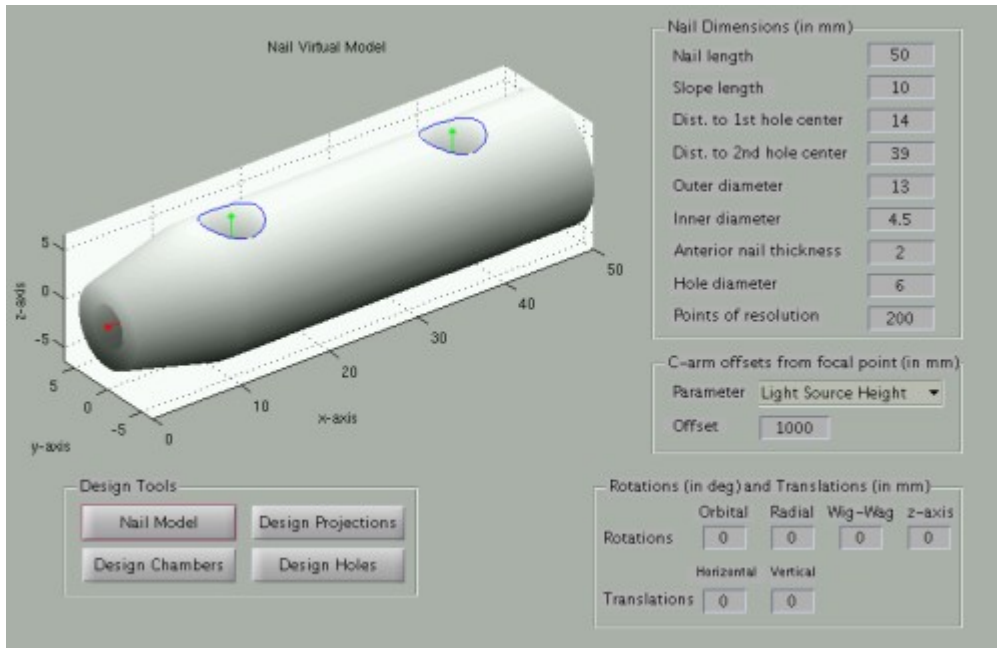 Nail Virtual Model
5
0
-5
z-axis
5
0
-5
y-axis
0
10
20
30
40
50
x-axis
Nail Dimensions (in mm)
Nail length 50
Slope length 10
Dist. to 1st hole center 14
Dist. to 2nd hole center 39
Outer diameter 13
Inner diameter 4.5
Anterior nail thickness 2
Hole diameter 6
Points of resolution 200
C-arm offsets from focal point (in mm)
Parameter Light Source Height
Offset 1000
Design Tools
Nail Model Design Projections
Design Chambers Design Holes
Rotations (in deg) and Translations (in mm)
Orbital Radial Wig-Wag z-axis
Rotations 0 0 0 0
Horizontal Vertical
Translations 0 0